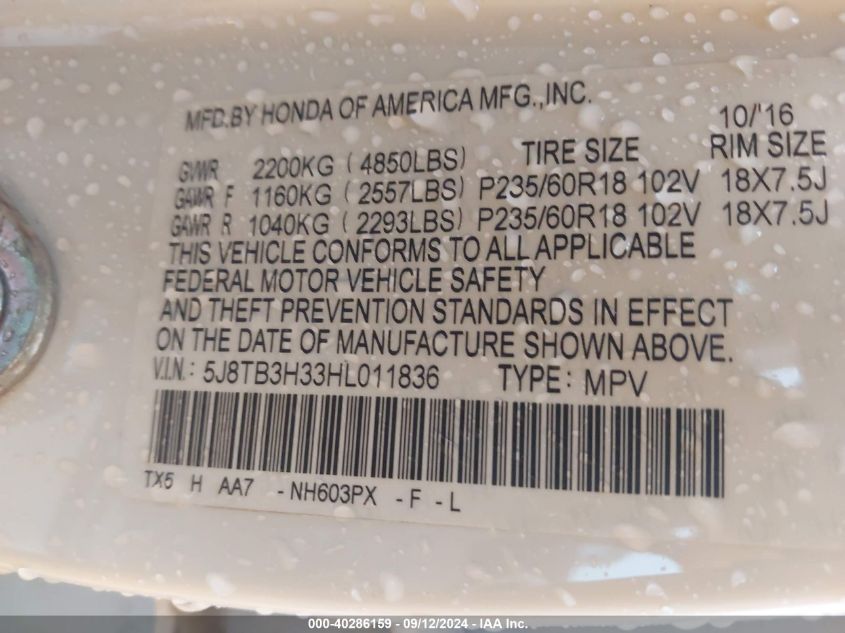 MFD.BY HONDA OF AMERICA MFG.,INC. 10/'16
TIRE SIZE RIM SIZE
GVWR 2200KG (4850LBS)
GAWR F 1160KG (2557LBS) P235/60R18 102V 18X7.5J
GAWR R 1040KG (2293LBS) P235/60R18 102V 18X7.5J
THIS VEHICLE CONFORMS TO ALL APPLICABLE
FEDERAL MOTOR VEHICLE SAFETY
AND THEFT PREVENTION STANDARDS IN EFFECT
ON THE DATE OF MANUFACTURE SHOWN ABOVE.
V.I.N.: 5J8TB3H33HL011836 TYPE: MPV
TX5 H AA7 -NH603PX -F -L
000-40286159 - 09/12/2024 - IAA Inc.